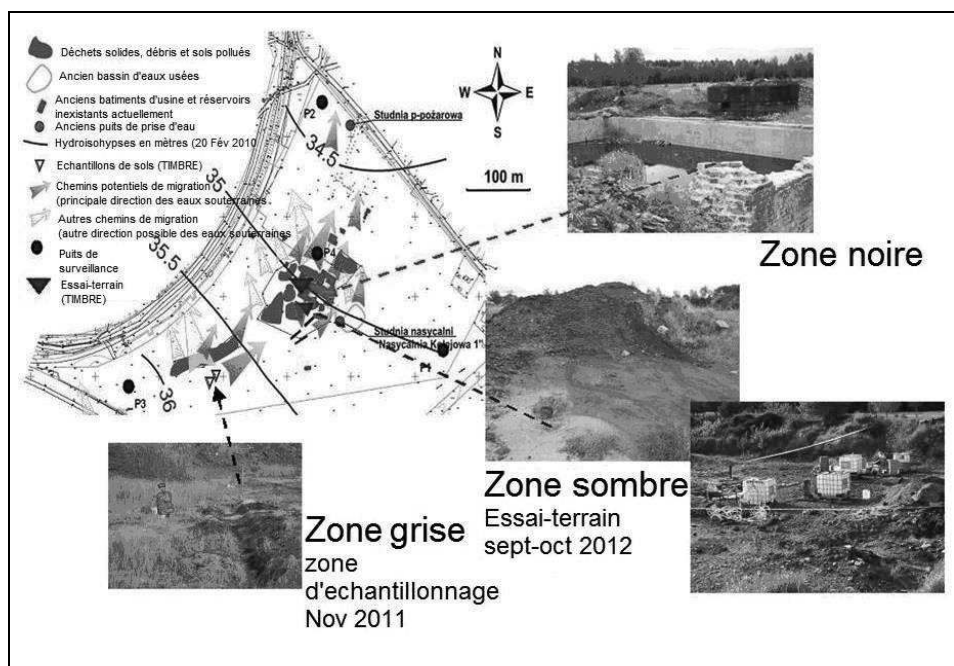 Déchets solides, débris et sols pollués
Ancien bassin d'eaux usées
Anciens batiments d'usine et réservoirs
inexistants actuellement
Anciens puits de prise d'eau
Hydroisohypses en mètres (20 Fév 2010
Echantillons de sols (TIMBRE)
Chemins potentiels de migration
(principale direction des eaux souterraines
Autres chemins de migration
(autre direction possible des eaux souterraines
Puits de
surveillance
Essai-terrain
(TIMBRE)
N
W E
S
100 m
P2
Studnia p-pożarowa
34.5
35
35.5
P4
Studnia nasycalni
Nasycalnia Kolejowa 1"
P1
36
P3
Zone noire
Zone sombre
Essai-terrain
sept-oct 2012
Zone grise
zone
d'echantillonnage
Nov 2011